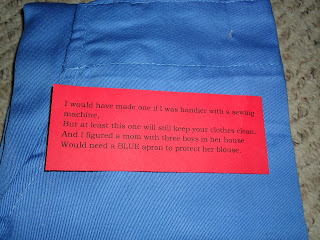 I would have made one if I was handier with a sewing
machine,
But at least this one will still keep your clothes clean.
And I figured a mom with three boys in her house
Would need a BLUE apron to protect her blouse.